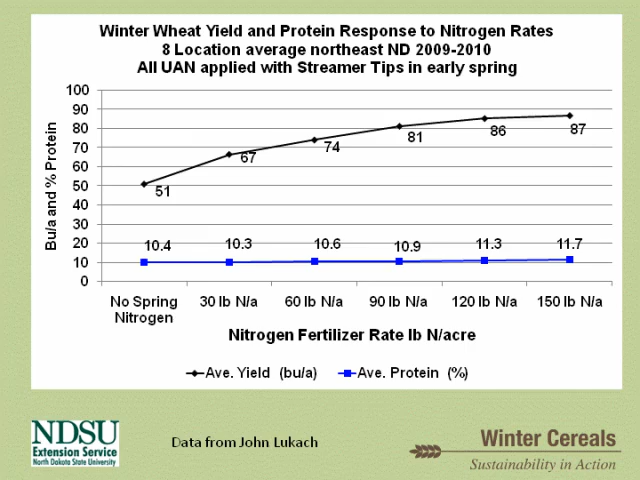 Winter Wheat Yield and Protein Response to Nitrogen Rates
8 Location average northeast ND 2009-2010
All UAN applied with Streamer Tips in early spring
Bu/a and % Protein
100
90
80
70
60
50
40
30
20
10
0
51
67
74
81
86
87
10.4
10.3
10.6
10.9
11.3
11.7
No Spring Nitrogen
30 lb N/a
60 lb N/a
90 lb N/a
120 lb N/a
150 lb N/a
Nitrogen Fertilizer Rate lb N/acre
Ave. Yield (bu/a)
Ave. Protein (%)
NDSU
Extension Service
North Dakota State University
Data from John Lukach
Winter Cereals
Sustainability in Action